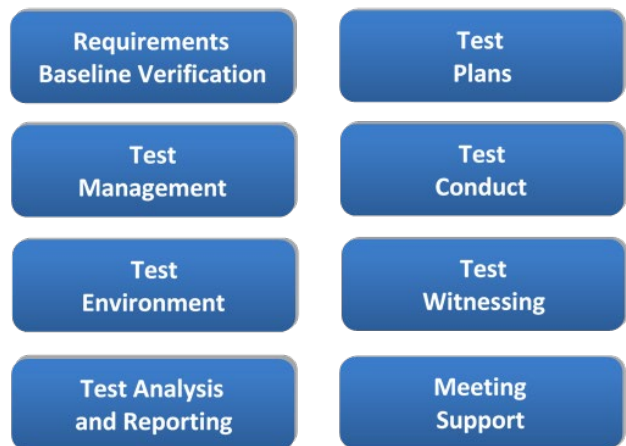 Requirements
Baseline Verification
Test
Plans
Test
Management
Test
Conduct
Test
Environment
Test
Witnessing
Test Analysis
and Reporting
Meeting
Support